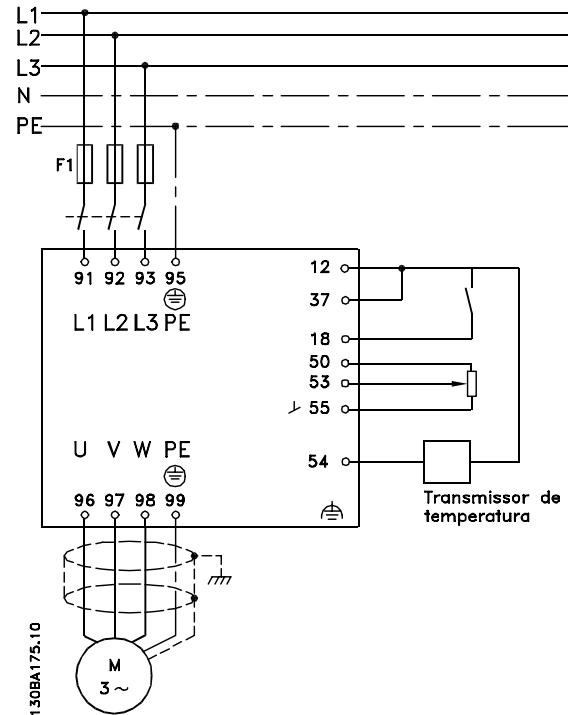 L1
L2
L3
N
PE
F1
91 92 93 95
L1 L2 L3 PE
12
37
18
50
53
55
54
U V W PE
96 97 98 99
Transmissor de
temperatura
M
3 ~
130BA175.10